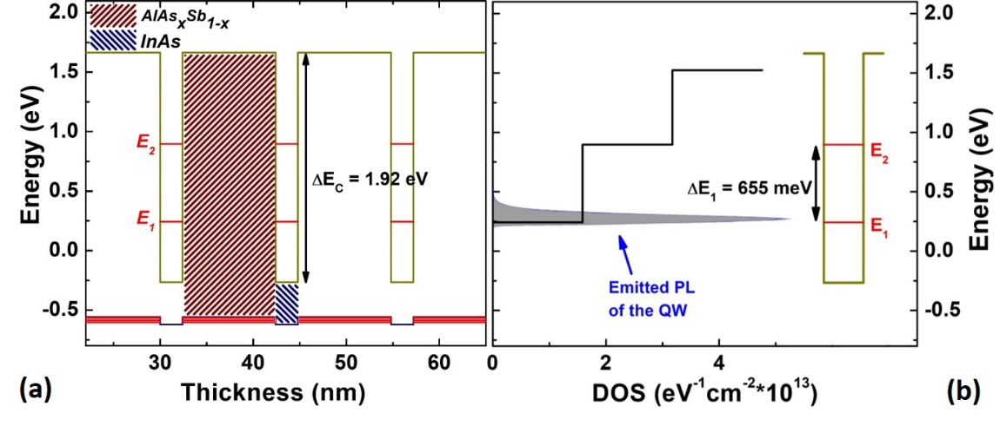 AlAsxSb1-x
InAs
2.0
1.5
1.0
0.5
0.0
-0.5
Energy (eV)
E2
E1
ΔEC = 1.92 eV
30
40
50
60
Thickness (nm)
(a)
ΔE1 = 655 meV
Emitted PL
of the QW
E2
E1
2.0
1.5
1.0
0.5
0.0
-0.5
Energy (eV)
0
2
4
DOS (eV-1cm-2*1013)
(b)